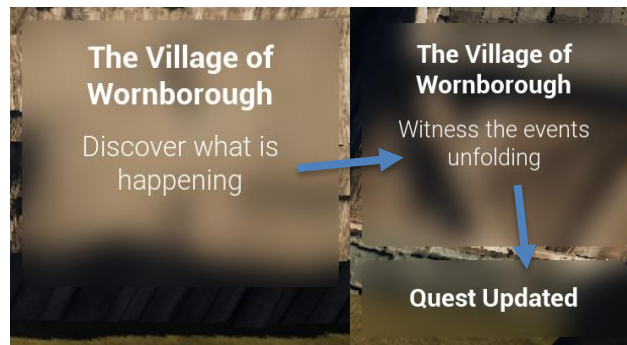 The Village of
Wornborough
Discover what is
happening
The Village of
Wornborough
Witness the events
unfolding
Quest Updated